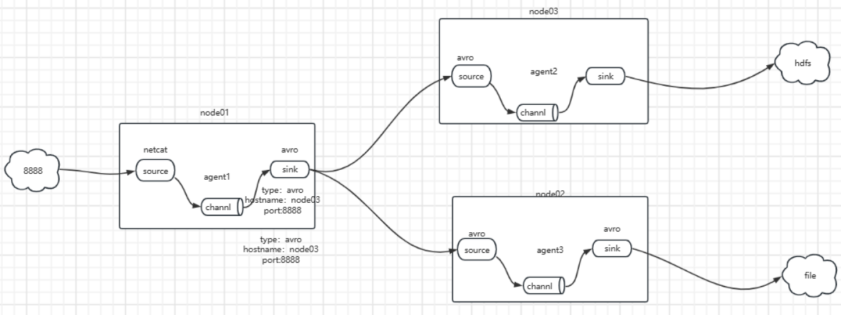 node03
avro
source
agent2
sink
channl
hdfs
node01
netcat
avro
8888
source
agent1
sink
channl
type: avro
hostname: node03
port:8888
type: avro
hostname: node03
port:8888
node02
avro
avro
source
agent3
sink
channl
file